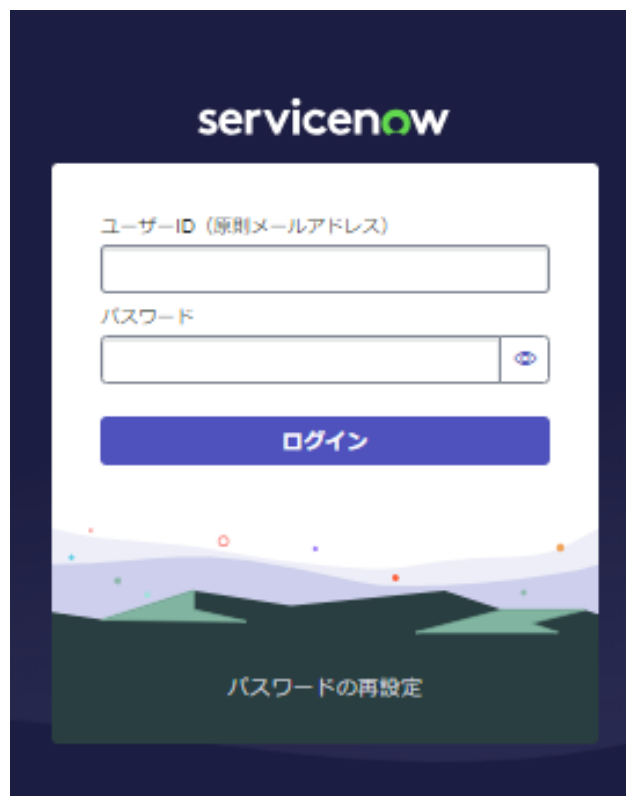 servicenow
ユーザーID（原則メールアドレス）
パスワード
ログイン
パスワードの再設定